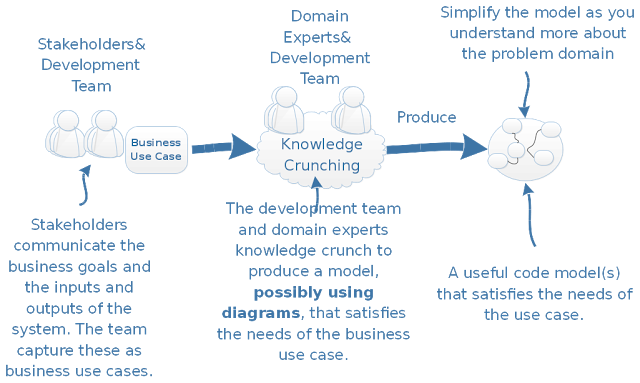 Stakeholders&
Development
Team
Business
Use Case
Stakeholders
communicate the
business goals and
the inputs and
outputs of the
system. The team
capture these as
business use cases.
Domain
Experts&
Development
Team
Knowledge
Crunching
The development team
and domain experts
knowledge crunch to
produce a model,
possibly using
diagrams, that satisfies
the needs of the business
use case.
Produce
Simplify the model as you
understand more about
the problem domain
A useful code model(s)
that satisfies the needs of
the use case.